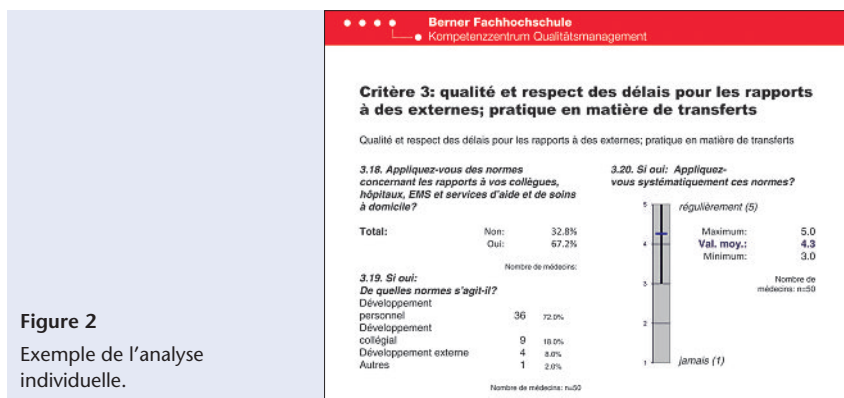 Berner Fachhochschule
Kompetenzzentrum Qualitätsmanagement
Critère 3: qualité et respect des délais pour les rapports
à des externes; pratique en matière de transferts
Qualité et respect des délais pour les rapports à des externes; pratique en matière de transferts
3.18. Appliquez-vous des normes
concernant les rapports à vos collègues,
hôpitaux, EMS et services d'aide et de soins
à domicile?
Total: Non: 32.8%
Oui: 67.2%
Nombre de médecins:
3.19. Si oui:
De quelles normes s'agit-il?
Développement
personnel 36 72.0%
Développement
collégial 9 18.0%
Développement externe 4 8.0%
Autres 1 2.0%
Nombre de médecins: n=50
3.20. Si oui: Appliquez-
vous systématiquement ces normes?
5 régulièrement (5)
Maximum: 5.0
4 Val. moy.: 4.3
Minimum: 3.0
3
Nombre de
médecins: n=50
2
1 jamais (1)
Figure 2
Exemple de l'analyse
individuelle.